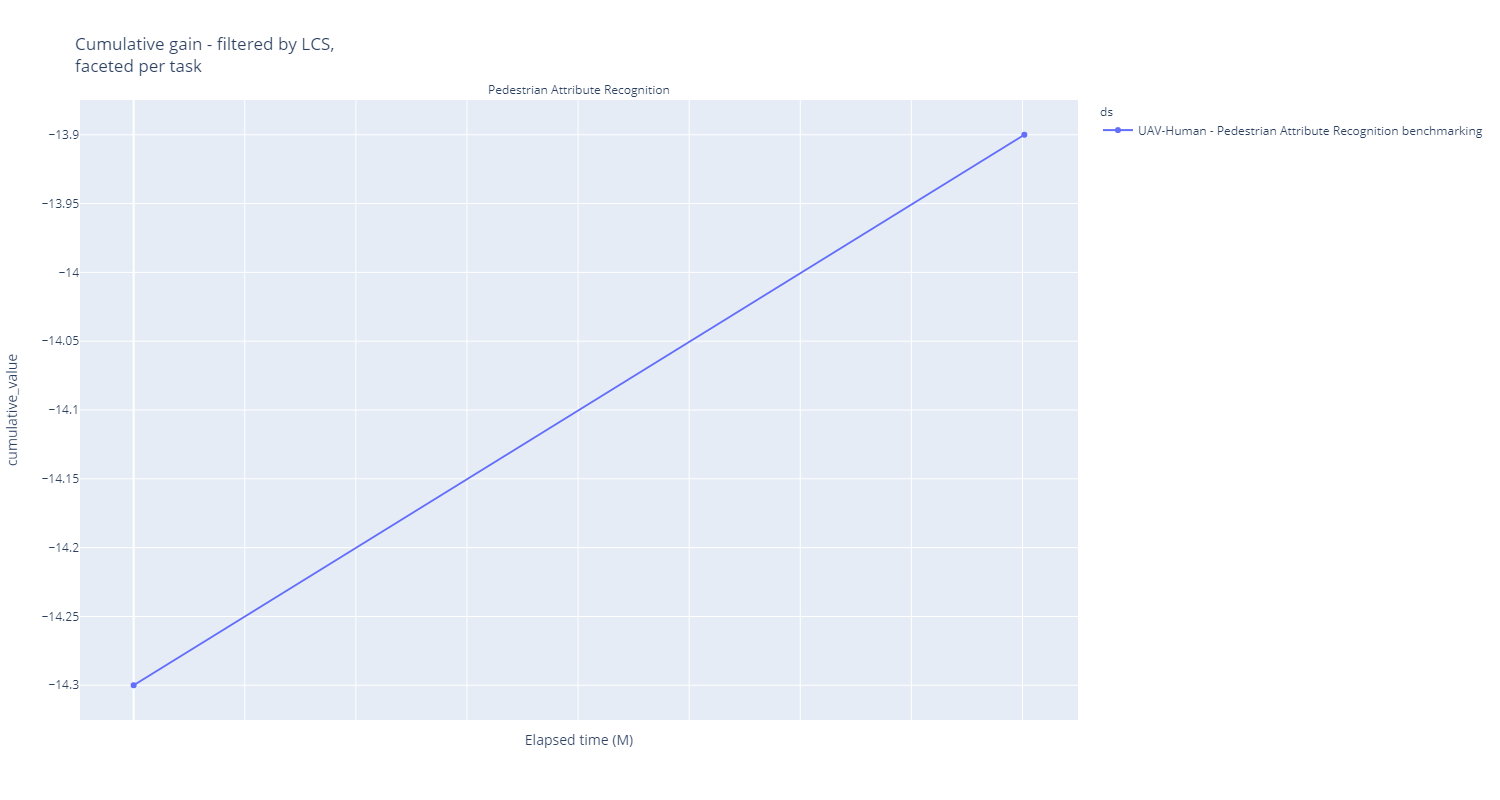 Cumulative gain - filtered by LCS,
faceted per task
Pedestrian Attribute Recognition
ds
UAV-Human - Pedestrian Attribute Recognition benchmarking
−13.9
−13.95
−14
−14.05
−14.1
−14.15
−14.2
−14.25
−14.3
cumulative_value
Elapsed time (M)